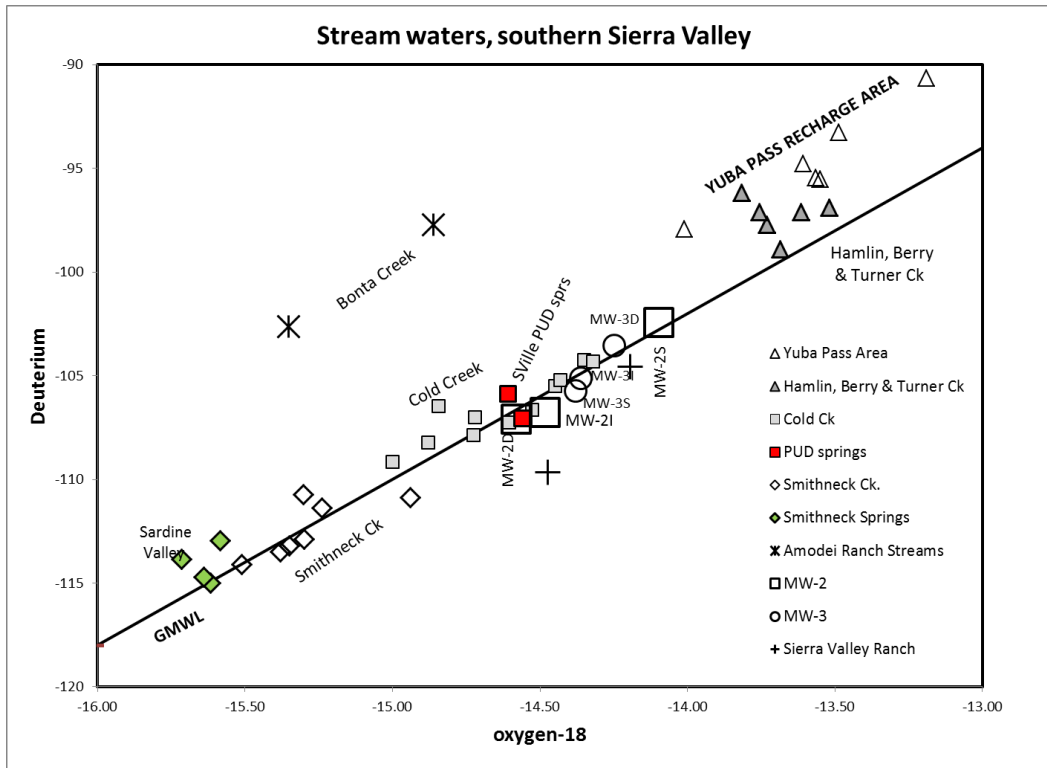 Stream waters, southern Sierra Valley
Deuterium
-90
-95
-100
-105
-110
-115
-120
-16.00
-15.50
-15.00
-14.50
-14.00
-13.50
-13.00
oxygen-18
YUBA PASS RECHARGE AREA
Hamlin, Berry
& Turner Ck
Bonta Creek
SVille PUD sprs
MW-3D
MW-3I
MW-3S
MW-2S
Cold Creek
MW-2I
MW-2D
Smithneck Ck
Sardine
Valley
GMWL
Yuba Pass Area
Hamlin, Berry & Turner Ck
Cold Ck
PUD springs
Smithneck Ck.
Smithneck Springs
Amodei Ranch Streams
MW-2
MW-3
Sierra Valley Ranch